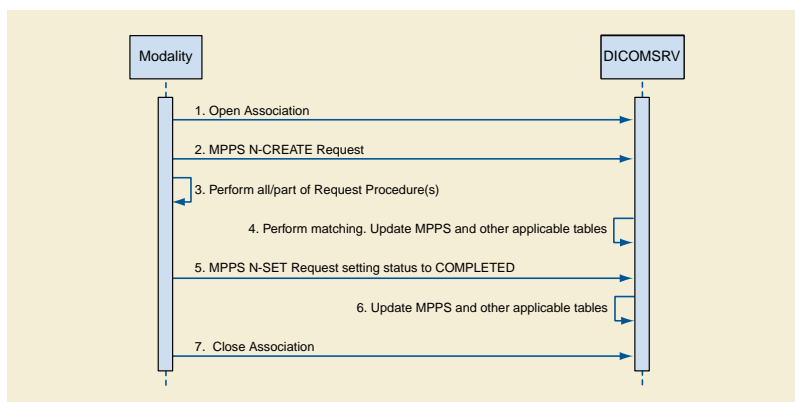 Modality
DICOMSRV
1. Open Association
2. MPPS N-CREATE Request
3. Perform all/part of Request Procedure(s)
4. Perform matching. Update MPPS and other applicable tables
5. MPPS N-SET Request setting status to COMPLETED
6. Update MPPS and other applicable tables
7. Close Association